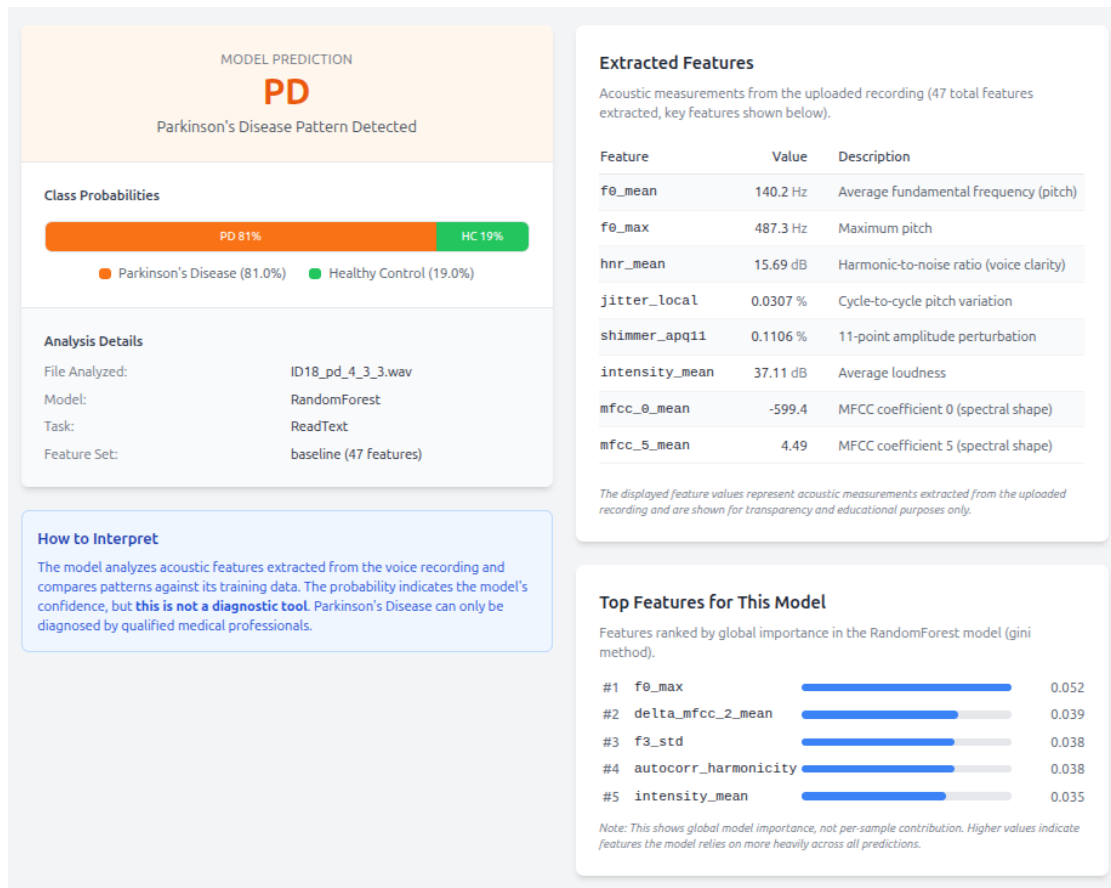 MODEL PREDICTION
PD
Parkinson's Disease Pattern Detected
Class Probabilities
PD 81%
HC 19%
Parkinson's Disease (81.0%)
Healthy Control (19.0%)
Analysis Details
File Analyzed: ID18_pd_4_3_3.wav
Model: RandomForest
Task: ReadText
Feature Set: baseline (47 features)
How to Interpret
The model analyzes acoustic features extracted from the voice recording and
compares patterns against its training data. The probability indicates the model's
confidence, but this is not a diagnostic tool. Parkinson's Disease can only be
diagnosed by qualified medical professionals.
Extracted Features
Acoustic measurements from the uploaded recording (47 total features
extracted, key features shown below).
Feature Value Description
f0_mean 140.2 Hz Average fundamental frequency (pitch)
f0_max 487.3 Hz Maximum pitch
hnr_mean 15.69 dB Harmonic-to-noise ratio (voice clarity)
jitter_local 0.0307 % Cycle-to-cycle pitch variation
shimmer_apq11 0.1106 % 11-point amplitude perturbation
intensity_mean 37.11 dB Average loudness
mfcc_0_mean -599.4 MFCC coefficient 0 (spectral shape)
mfcc_5_mean 4.49 MFCC coefficient 5 (spectral shape)
The displayed feature values represent acoustic measurements extracted from the uploaded
recording and are shown for transparency and educational purposes only.
Top Features for This Model
Features ranked by global importance in the RandomForest model (gini
method).
#1 f0_max 0.052
#2 delta_mfcc_2_mean 0.039
#3 f3_std 0.038
#4 autocorr_harmonicity 0.038
#5 intensity_mean 0.035
Note: This shows global model importance, not per-sample contribution. Higher values indicate
features the model relies on more heavily across all predictions.